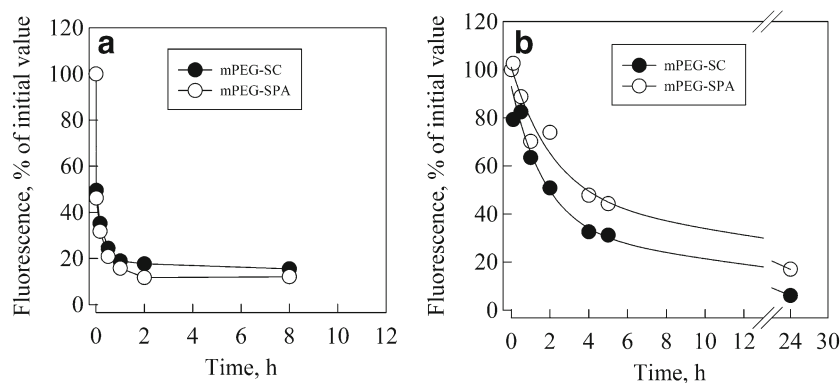 a
Fluorescence, % of initial value
120
100
80
60
40
20
0
mPEG-SC
mPEG-SPA
0 2 4 6 8 10 12
Time, h
b
Fluorescence, % of initial value
120
100
80
60
40
20
0
mPEG-SC
mPEG-SPA
0 2 4 6 8 10 12 24 30
Time, h